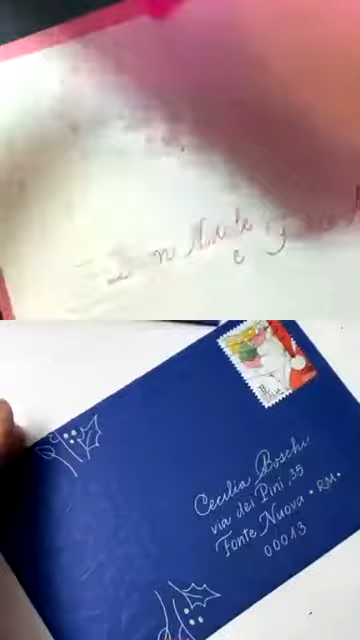 n Natale
e
Cecilia Boschi
via dei Pini, 35
Fonte Nuova • RM •
00013